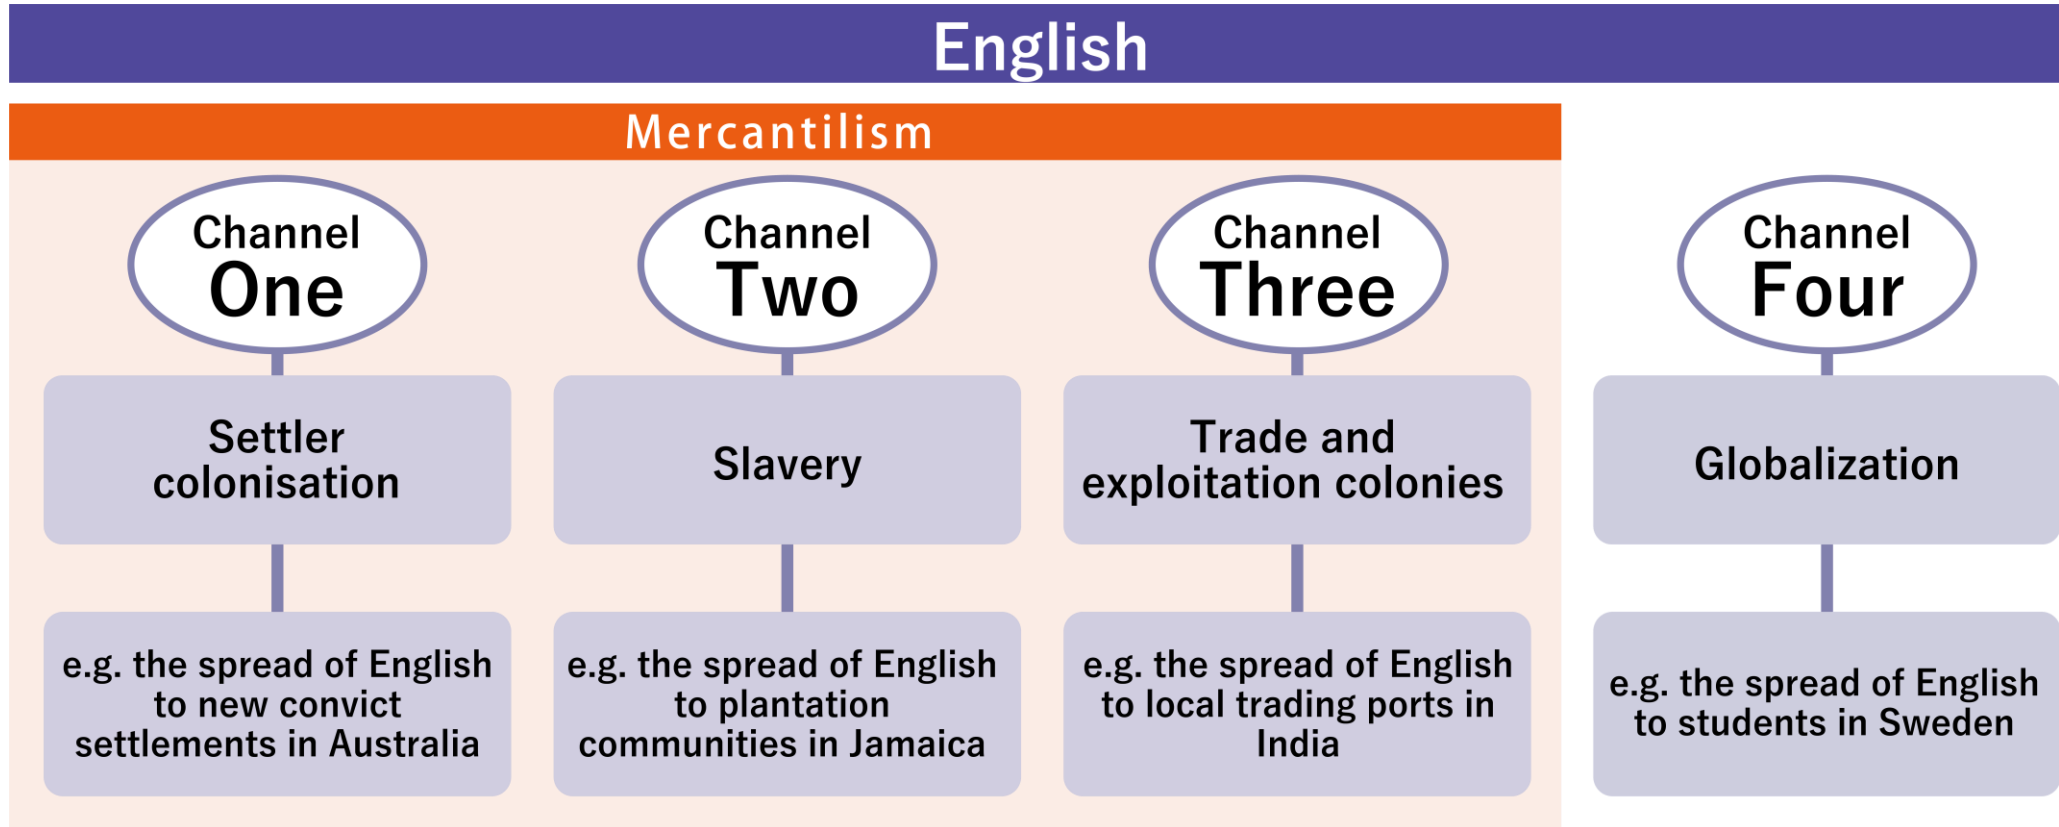 English
Mercantilism
Channel
One
Settler
colonisation
e.g. the spread of English
to new convict
settlements in Australia
Channel
Two
Slavery
e.g. the spread of English
to plantation
communities in Jamaica
Channel
Three
Trade and
exploitation colonies
e.g. the spread of English
to local trading ports in
India
Channel
Four
Globalization
e.g. the spread of English
to students in Sweden